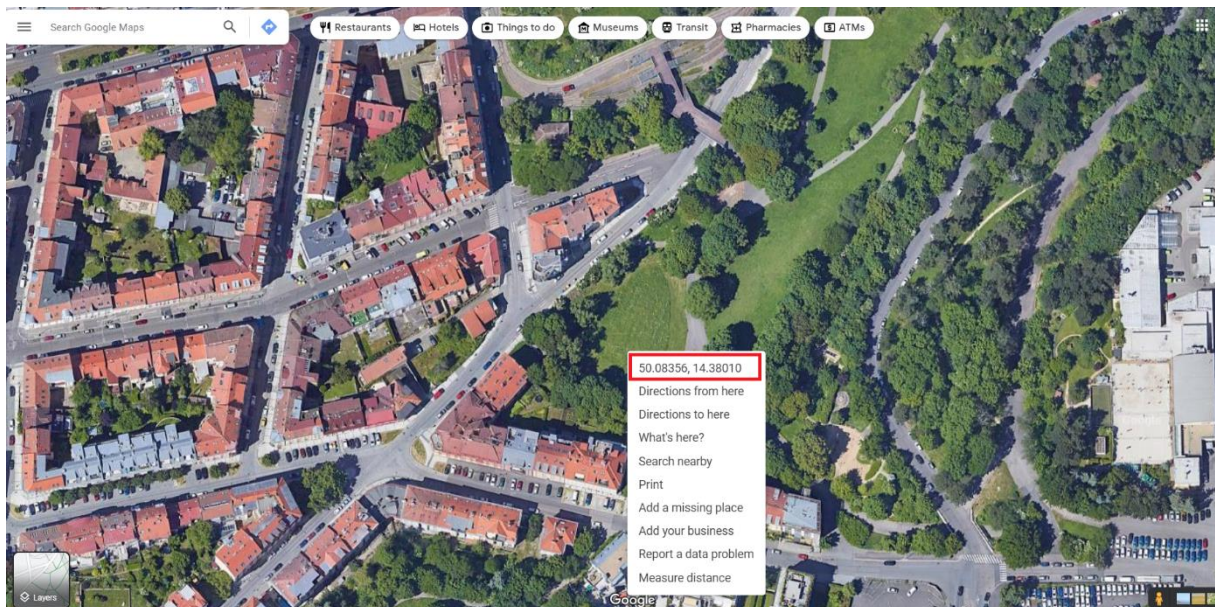 Search Google Maps
Restaurants
Hotels
Things to do
Museums
Transit
Pharmacies
ATMs
50.08356, 14.38010
Directions from here
Directions to here
What's here?
Search nearby
Print
Add a missing place
Add your business
Report a data problem
Measure distance
Layers
Google